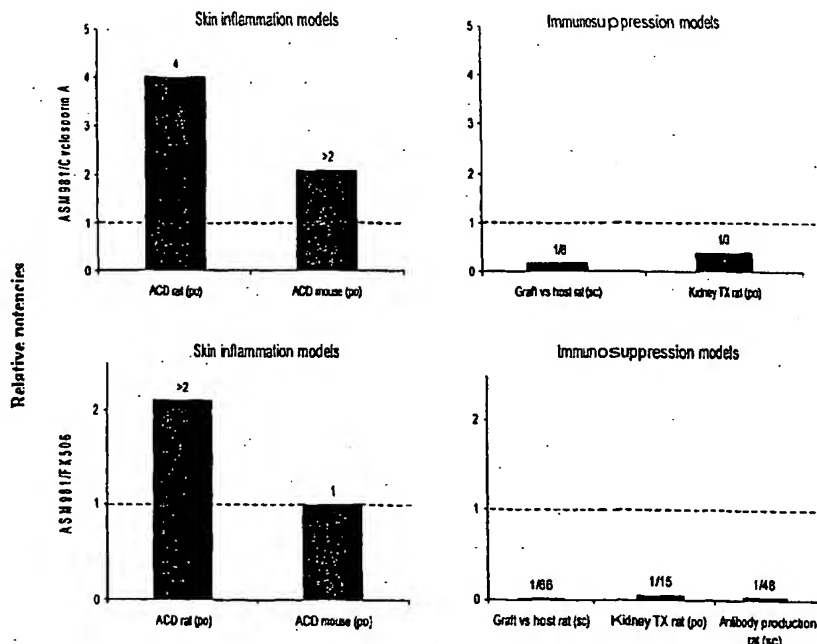 Relative potencies
Skin inflammation models
ASM981/Cyclosporin A
5
4
3
2
1
0
4
>2
ACD rat (po)
ACD mouse (po)
Immunosuppression models
5
4
3
2
1
0
1/8
1/3
Graft vs host rat (sc)
Kidney TX rat (po)
Skin inflammation models
ASM981/FK506
2
1
0
>2
1
ACD rat (po)
ACD mouse (po)
Immunosuppression models
2
1
0
1/66
1/15
1/48
Graft vs host rat (sc)
Kidney TX rat (po)
Antibody production
rat (sc)